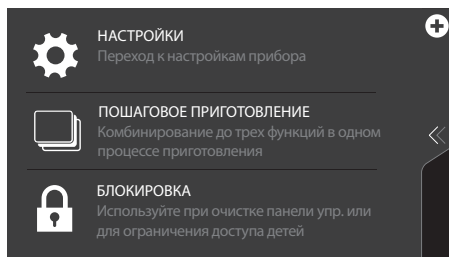 НАСТРОЙКИ
Переход к настройкам прибора
ПОШАГОВОЕ ПРИГОТОВЛЕНИЕ
Комбинирование до трех функций в одном
процессе приготовления
БЛОКИРОВКА
Используйте при очистке панели упр. или
для ограничения доступа детей